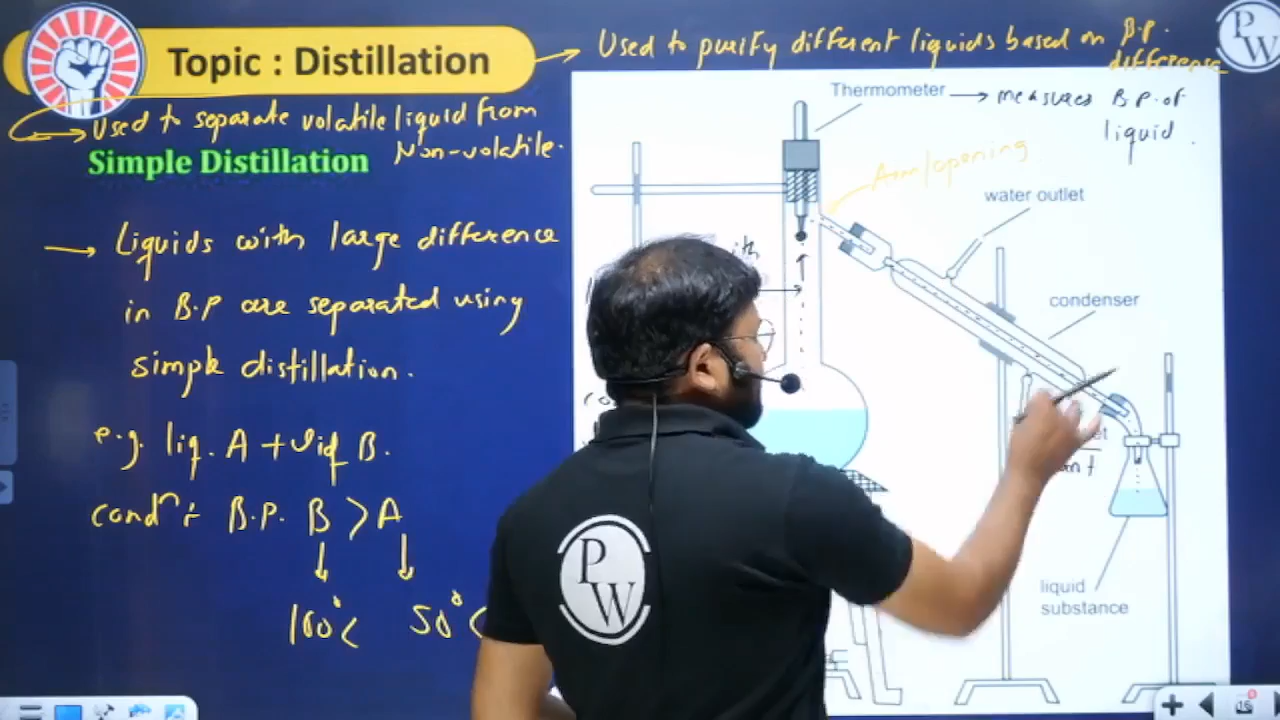 Topic : Distillation
→ Used to purify different liquids based on B.P. difference
PW
Thermometer → measures B.P. of
liquid.
→ Used to separate volatile liquid from
Non-volatile.
Simple Distillation
Arm/opening
water outlet
→ Liquids with large difference
in B.P are separated using
simple distillation.
condenser
e.g. liq. A + liq B.
condn: B.P. B > A
100°C 50°C
liquid
substance
PW